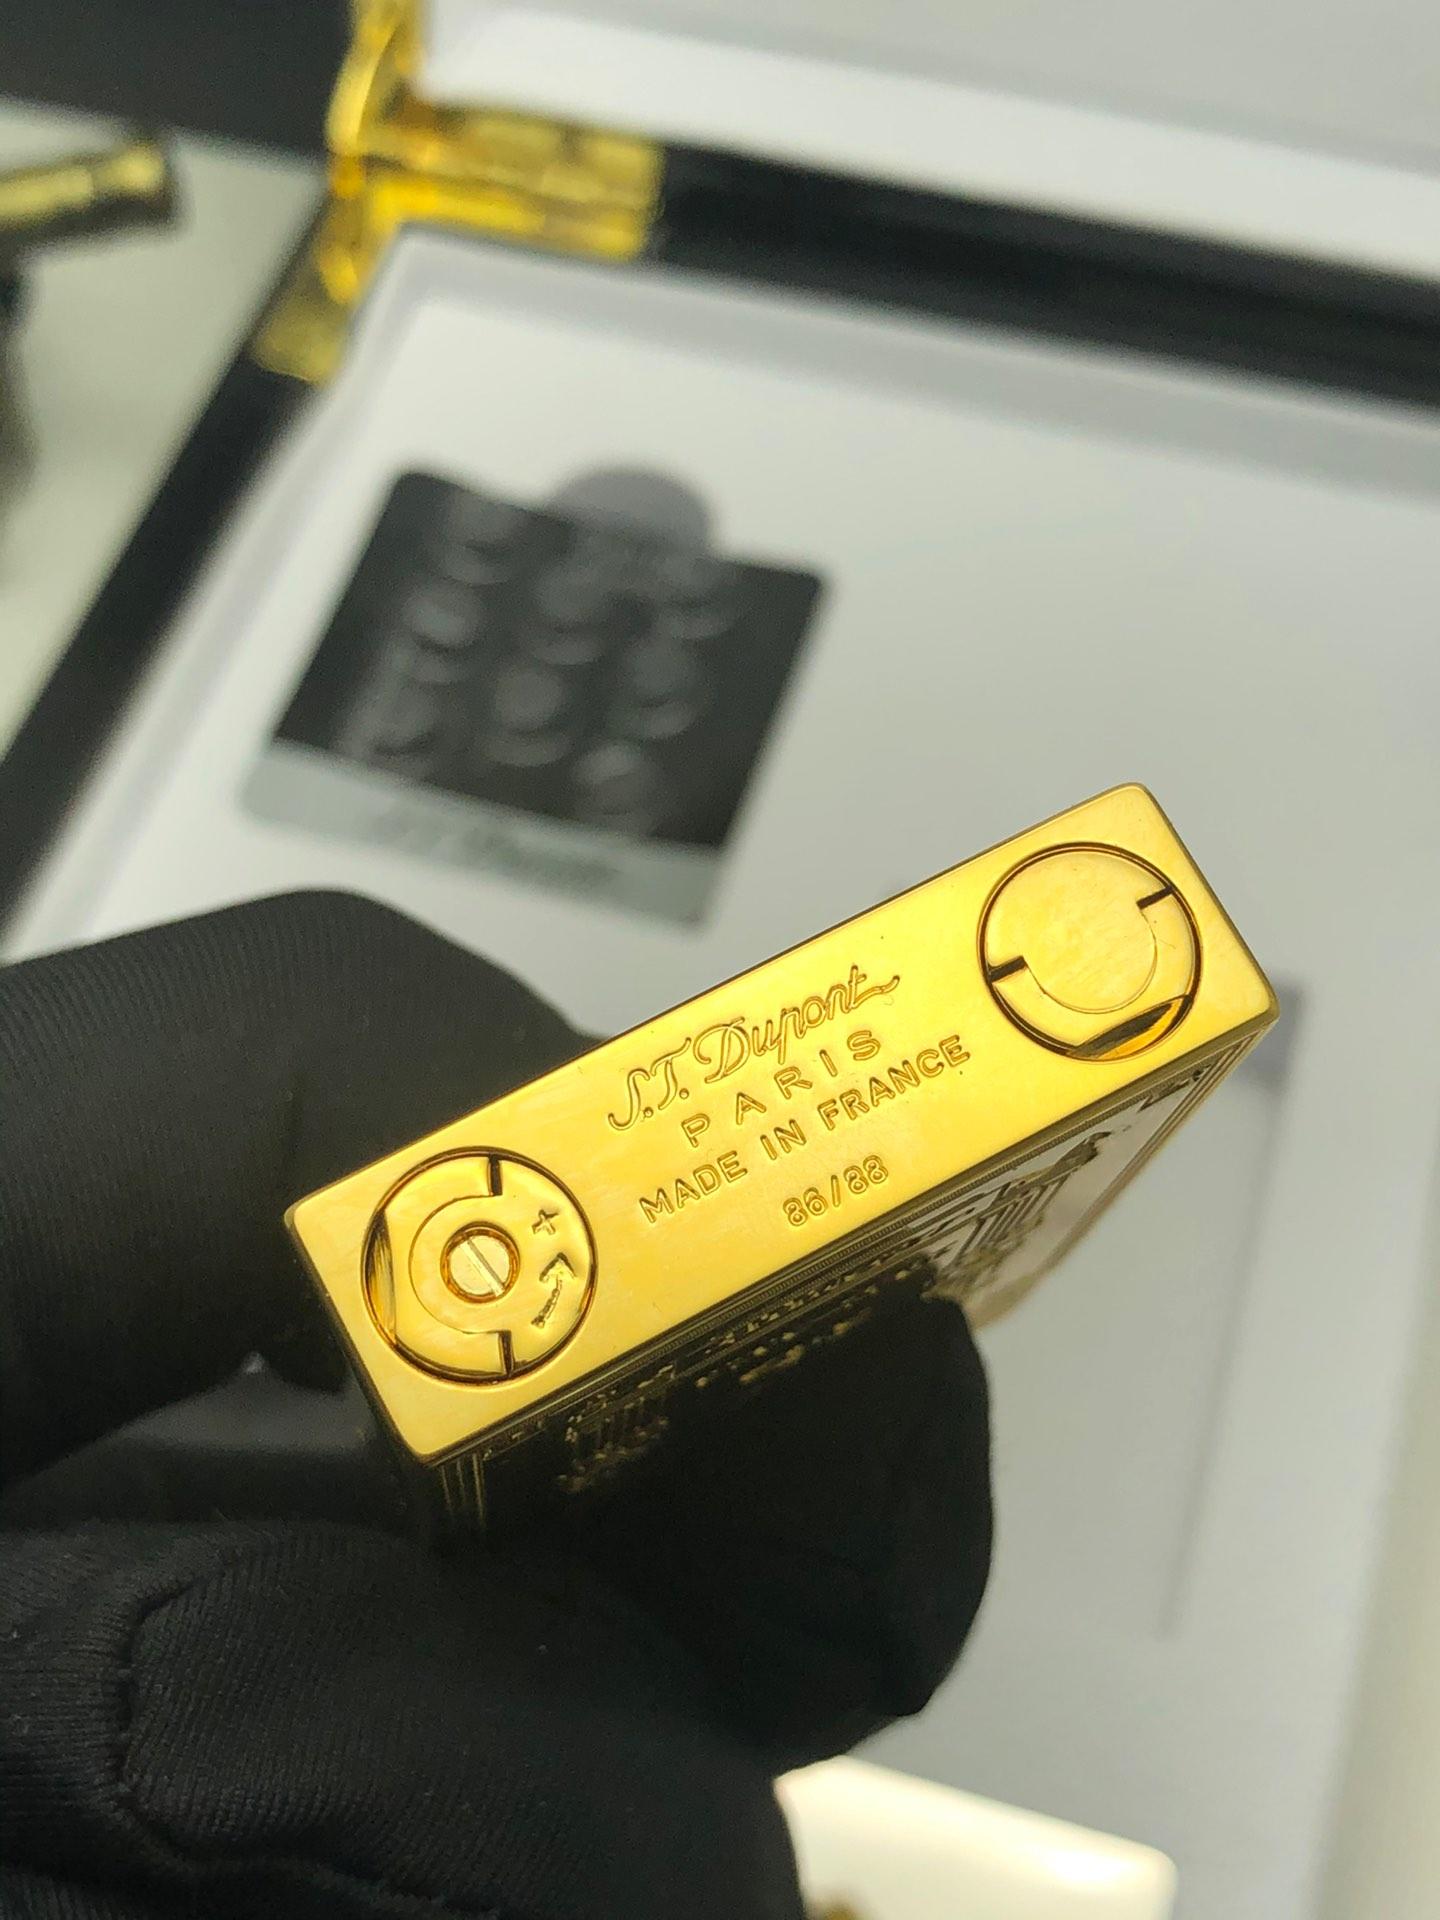 S.T. Dupont
PARIS
MADE IN FRANCE
86/88
+